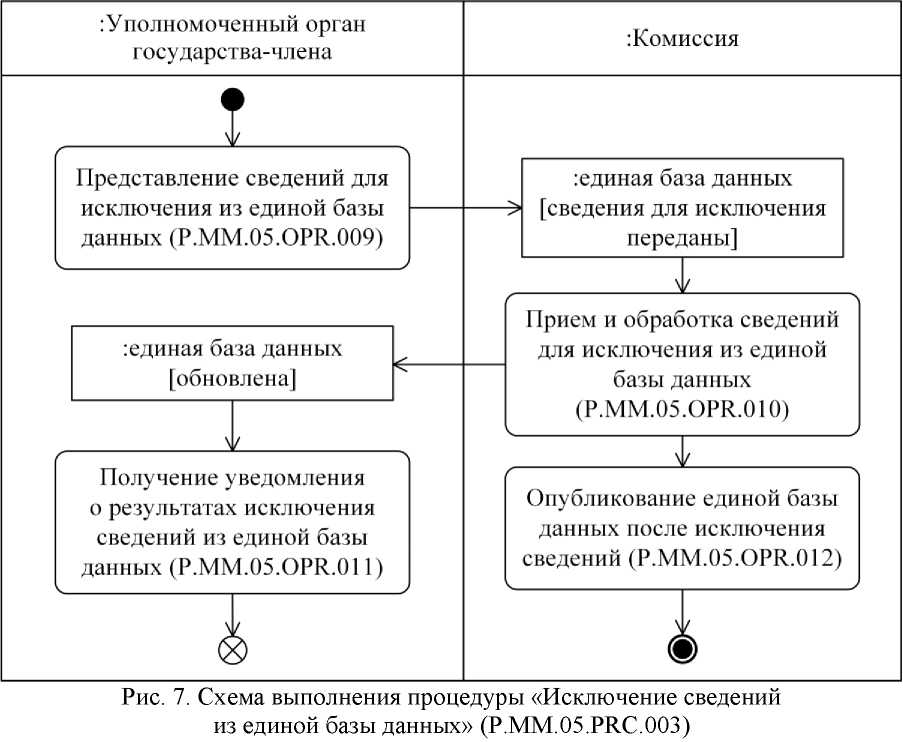 :Уполномоченный орган
государства-члена
:Комиссия
Представление сведений для
исключения из единой базы
данных (P.MM.05.OPR.009)
:единая база данных
[сведения для исключения
переданы]
Прием и обработка сведений
для исключения из единой
базы данных
(P.MM.05.OPR.010)
:единая база данных
[обновлена]
Получение уведомления
о результатах исключения
сведений из единой базы
данных (P.MM.05.OPR.011)
Опубликование единой базы
данных после исключения
сведений (P.MM.05.OPR.012)
Рис. 7. Схема выполнения процедуры «Исключение сведений
из единой базы данных» (P.MM.05.PRC.003)